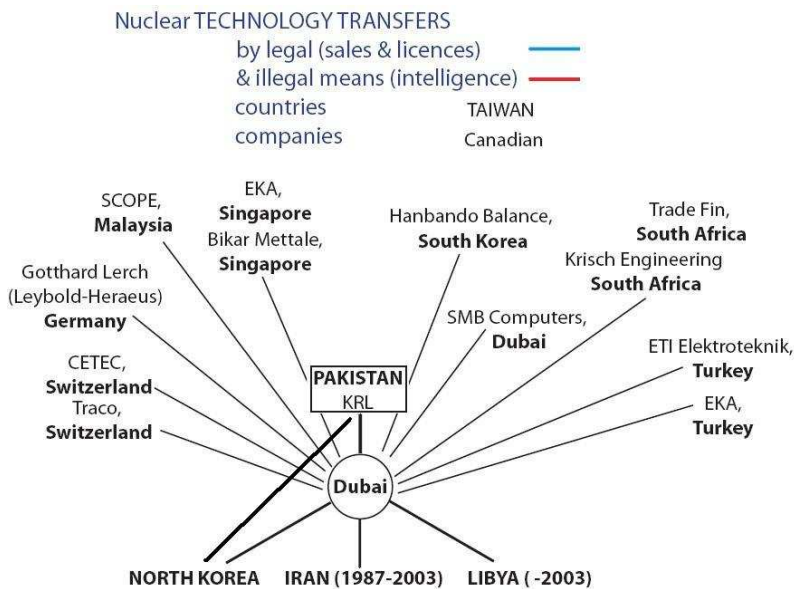 Nuclear TECHNOLOGY TRANSFERS
by legal (sales & licences)
& illegal means (intelligence)
countries TAIWAN
companies Canadian
SCOPE,
Malaysia
EKA,
Singapore
Bikar Mettale,
Singapore
Hanbando Balance,
South Korea
Trade Fin,
South Africa
Krisch Engineering
South Africa
Gotthard Lerch
(Leybold-Heraeus)
Germany
SMB Computers,
Dubai
ETI Elektroteknik,
Turkey
CETEC,
Switzerland
Traco,
Switzerland
PAKISTAN
KRL
EKA,
Turkey
Dubai
NORTH KOREA
IRAN (1987-2003)
LIBYA ( -2003)